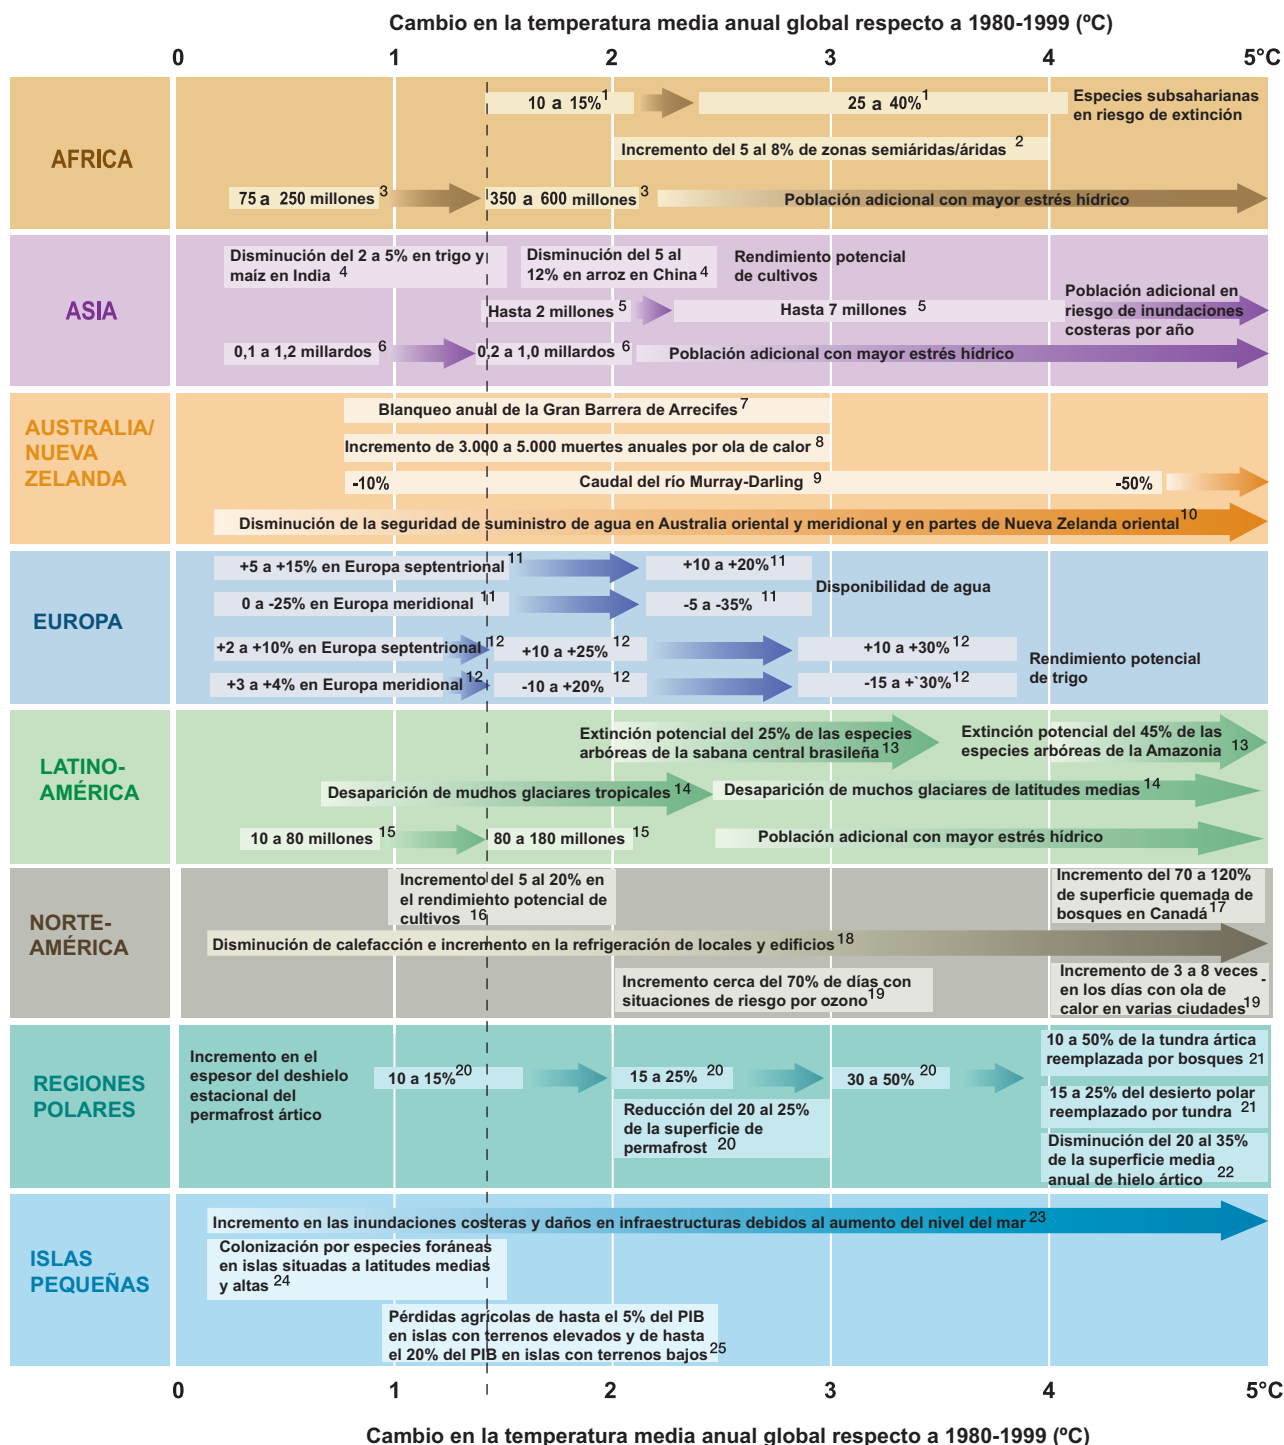 Cambio en la temperatura media anual global respecto a 1980-1999 (ºC)
0 1 2 3 4 5°C
AFRICA
10 a 15%1
25 a 40%1
Especies subsaharianas
en riesgo de extinción
Incremento del 5 al 8% de zonas semiáridas/áridas 2
75 a 250 millones 3
350 a 600 millones 3
Población adicional con mayor estrés hídrico
ASIA
Disminución del 2 a 5% en trigo y
maíz en India 4
Disminución del 5 al
12% en arroz en China 4
Rendimiento potencial
de cultivos
Hasta 2 millones 5
Hasta 7 millones 5
Población adicional en
riesgo de inundaciones
costeras por año
0,1 a 1,2 millardos 6
0,2 a 1,0 millardos 6
Población adicional con mayor estrés hídrico
AUSTRALIA/
NUEVA
ZELANDA
Blanqueo anual de la Gran Barrera de Arrecifes 7
Incremento de 3.000 a 5.000 muertes anuales por ola de calor 8
-10%
Caudal del río Murray-Darling 9
-50%
Disminución de la seguridad de suministro de agua en Australia oriental y meridional y en partes de Nueva Zelanda oriental 10
EUROPA
+5 a +15% en Europa septentrional 11
+10 a +20% 11
Disponibilidad de agua
0 a -25% en Europa meridional 11
-5 a -35% 11
+2 a +10% en Europa septentrional 12
+10 a +25% 12
+10 a +30% 12
Rendimiento potencial
de trigo
+3 a +4% en Europa meridional 12
-10 a +20% 12
-15 a +`30% 12
LATINO-
AMÉRICA
Extinción potencial del 25% de las especies
arbóreas de la sabana central brasileña 13
Extinción potencial del 45% de las
especies arbóreas de la Amazonia 13
Desaparición de muchos glaciares tropicales 14
Desaparición de muchos glaciares de latitudes medias 14
10 a 80 millones 15
80 a 180 millones 15
Población adicional con mayor estrés hídrico
NORTE-
AMÉRICA
Incremento del 5 al 20% en
el rendimiento potencial de
cultivos 16
Incremento del 70 a 120%
de superficie quemada de
bosques en Canadá 17
Disminución de calefacción e incremento en la refrigeración de locales y edificios 18
Incremento cerca del 70% de días con
situaciones de riesgo por ozono 19
Incremento de 3 a 8 veces -
en los días con ola de
calor en varias ciudades 19
REGIONES
POLARES
Incremento en el
espesor del deshielo
estacional del
permafrost ártico
10 a 15% 20
15 a 25% 20
30 a 50% 20
10 a 50% de la tundra ártica
reemplazada por bosques 21
Reducción del 20 al 25%
de la superficie de
permafrost 20
15 a 25% del desierto polar
reemplazado por tundra 21
Disminución del 20 al 35%
de la superficie media
anual de hielo ártico 22
ISLAS
PEQUEÑAS
Incremento en las inundaciones costeras y daños en infraestructuras debidos al aumento del nivel del mar 23
Colonización por especies foráneas
en islas situadas a latitudes medias
y altas 24
Pérdidas agrícolas de hasta el 5% del PIB
en islas con terrenos elevados y de hasta
el 20% del PIB en islas con terrenos bajos 25
0 1 2 3 4 5°C
Cambio en la temperatura media anual global respecto a 1980-1999 (ºC)